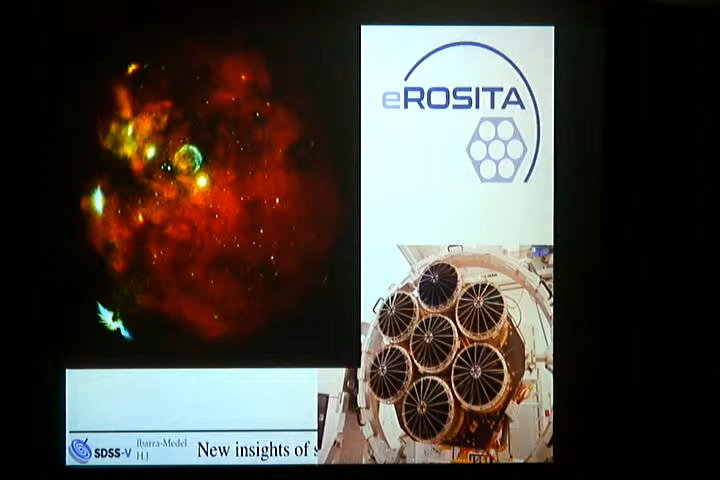 eROSITA
SDSS-V
Ibarra-Medel
H.J
New insights of